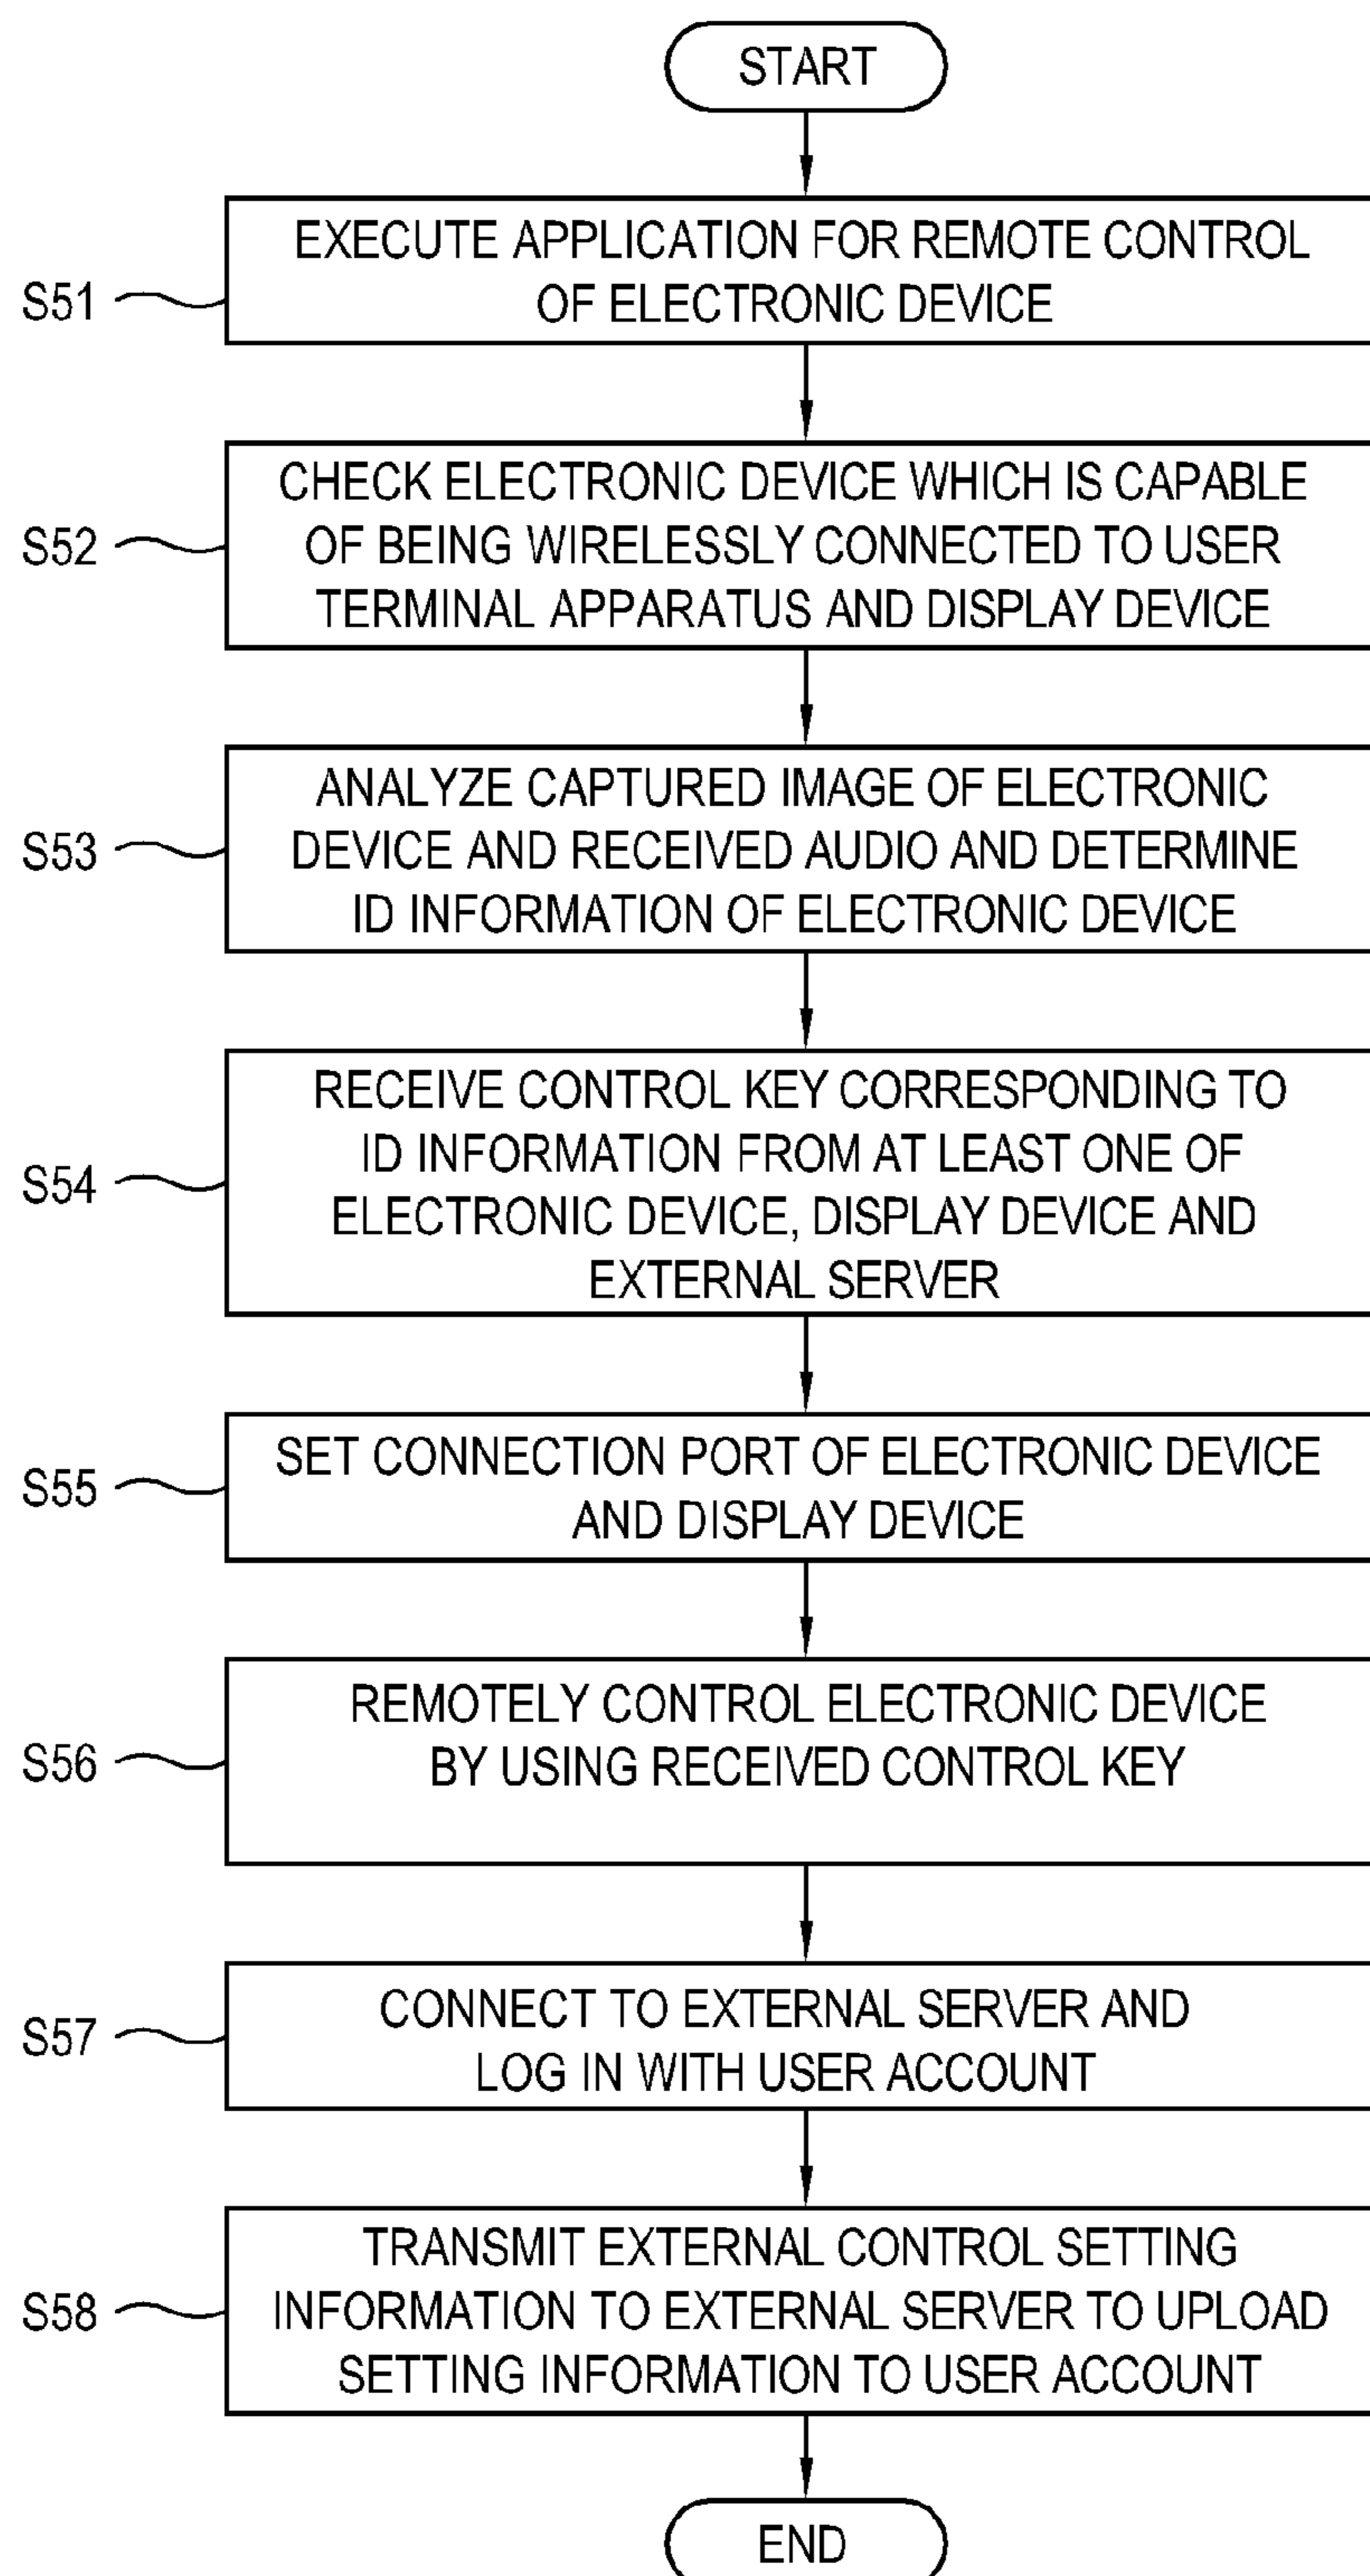 START
S51
EXECUTE APPLICATION FOR REMOTE CONTROL
OF ELECTRONIC DEVICE
S52
CHECK ELECTRONIC DEVICE WHICH IS CAPABLE
OF BEING WIRELESSLY CONNECTED TO USER
TERMINAL APPARATUS AND DISPLAY DEVICE
S53
ANALYZE CAPTURED IMAGE OF ELECTRONIC
DEVICE AND RECEIVED AUDIO AND DETERMINE
ID INFORMATION OF ELECTRONIC DEVICE
S54
RECEIVE CONTROL KEY CORRESPONDING TO
ID INFORMATION FROM AT LEAST ONE OF
ELECTRONIC DEVICE, DISPLAY DEVICE AND
EXTERNAL SERVER
S55
SET CONNECTION PORT OF ELECTRONIC DEVICE
AND DISPLAY DEVICE
S56
REMOTELY CONTROL ELECTRONIC DEVICE
BY USING RECEIVED CONTROL KEY
S57
CONNECT TO EXTERNAL SERVER AND
LOG IN WITH USER ACCOUNT
S58
TRANSMIT EXTERNAL CONTROL SETTING
INFORMATION TO EXTERNAL SERVER TO UPLOAD
SETTING INFORMATION TO USER ACCOUNT
END